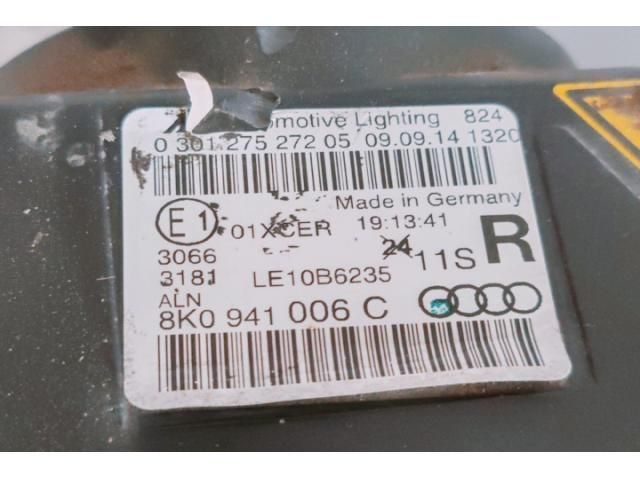 Lighting 824
0 301 275 272 05 09.09.14 1320
Made in Germany
E1 01XCER 19:13:41
3066 24 11S R
3181 LE10B6235
ALN
8K0 941 006 C